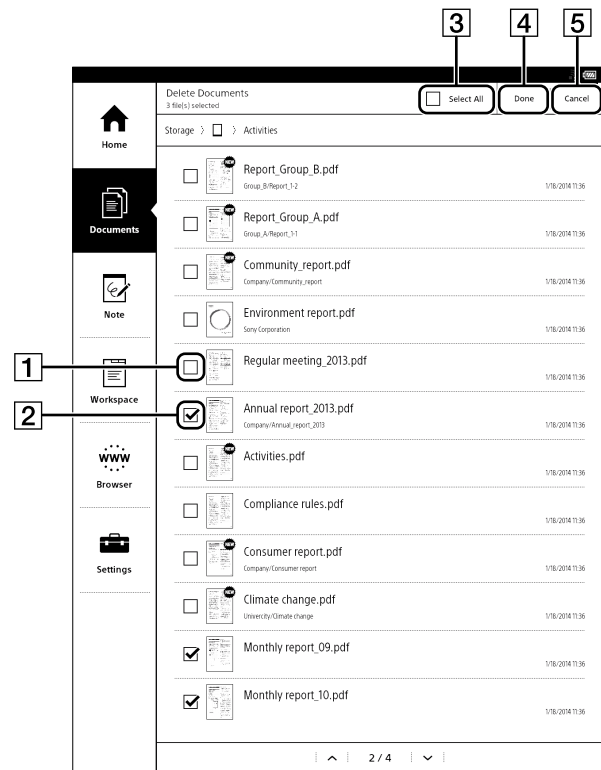 3 4 5
Delete Documents
3 file(s) selected
Select All Done Cancel
Storage Activities
Home
Documents
Note
Workspace
www
Browser
Settings
1
2
NEW
Report_Group_B.pdf
Group_B/Report_1-2 1/18/2014 11:36
NEW
Report_Group_A.pdf
Group_A/Report_1-1 1/18/2014 11:36
NEW
Community_report.pdf
Company/Community_report 1/18/2014 11:36
Environment report.pdf
Sony Corporation 1/18/2014 11:36
Regular meeting_2013.pdf
1/18/2014 11:36
Annual report_2013.pdf
Company/Annual_report_2013 1/18/2014 11:36
NEW
Activities.pdf
1/18/2014 11:36
Compliance rules.pdf
1/18/2014 11:36
NEW
Consumer report.pdf
Company/Consumer report 1/18/2014 11:36
NEW
Climate change.pdf
Univercity/Climate change 1/18/2014 11:36
Monthly report_09.pdf
1/18/2014 11:36
Monthly report_10.pdf
1/18/2014 11:36
2 / 4